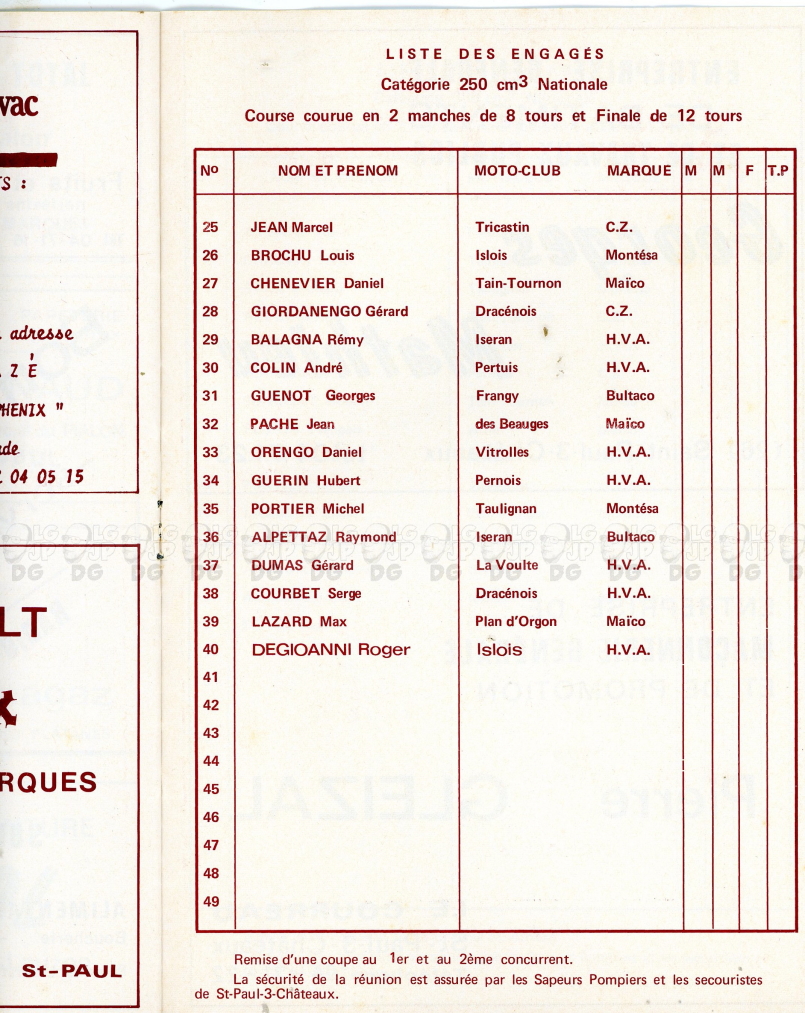 vac
TS :
adresse
. Z É
PHENIX "
de
04 05 15
LT
x
RQUES
St-PAUL
LISTE DES ENGAGÉS
Catégorie 250 cm3 Nationale
Course courue en 2 manches de 8 tours et Finale de 12 tours
Nº NOM ET PRENOM MOTO-CLUB MARQUE M M F T.P
25 JEAN Marcel Tricastin C.Z.
26 BROCHU Louis Islois Montésa
27 CHENEVIER Daniel Tain-Tournon Maïco
28 GIORDANENGO Gérard Dracénois C.Z.
29 BALAGNA Rémy Iseran H.V.A.
30 COLIN André Pertuis H.V.A.
31 GUENOT Georges Frangy Bultaco
32 PACHE Jean des Beauges Maïco
33 ORENGO Daniel Vitrolles H.V.A.
34 GUERIN Hubert Pernois H.V.A.
35 PORTIER Michel Taulignan Montésa
36 ALPETTAZ Raymond Iseran Bultaco
37 DUMAS Gérard La Voulte H.V.A.
38 COURBET Serge Dracénois H.V.A.
39 LAZARD Max Plan d'Orgon Maïco
40 DEGIOANNI Roger Islois H.V.A.
41
42
43
44
45
46
47
48
49
Remise d'une coupe au 1er et au 2ème concurrent.
La sécurité de la réunion est assurée par les Sapeurs Pompiers et les secouristes
de St-Paul-3-Châteaux.